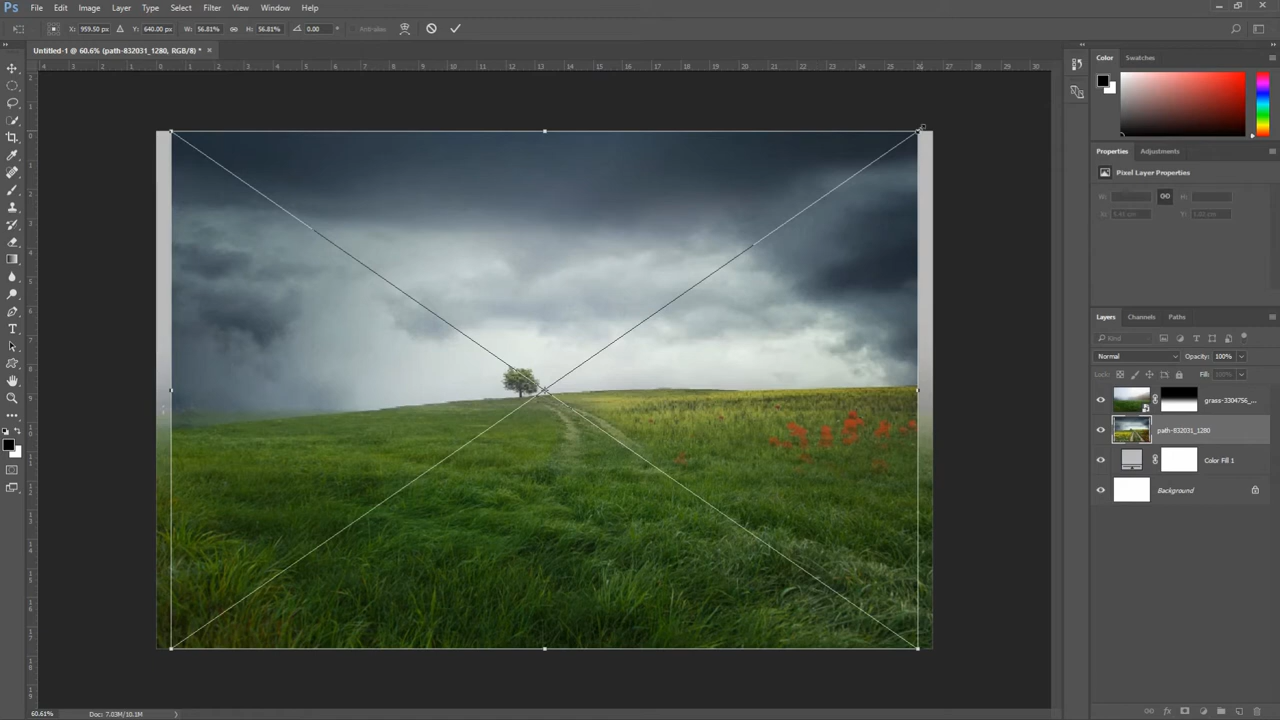 Ps File Edit Image Layer Type Select Filter View Window Help
X: 959.50 px Y: 640.00 px W: 56.81% H: 56.81% 0.00 ° Anti-alias
Untitled-1 @ 60.6% (path-832031_1280, RGB/8) * ×
Color Swatches
Properties Adjustments
Pixel Layer Properties
W: H:
Layers Channels Paths
Kind
Normal Opacity: 100%
Lock: Fill: 100%
grass-3304756_...
path-832031_1280
Color Fill 1
Background
60.61% Doc: 7.03M/10.1M